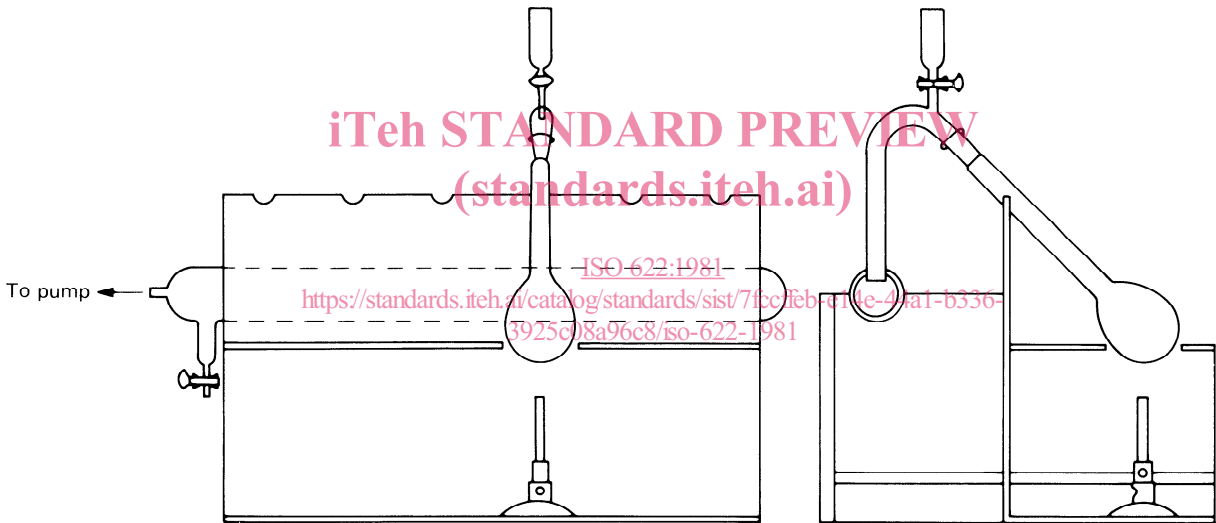 iTeh STANDARD PREVIEW
(standards.iteh.ai)
ISO 622:1981
To pump
https://standards.iteh.ai/catalog/standards/sist/7fccffeb-e14e-44a1-b336-
3925c08a96c8/iso-622-1981